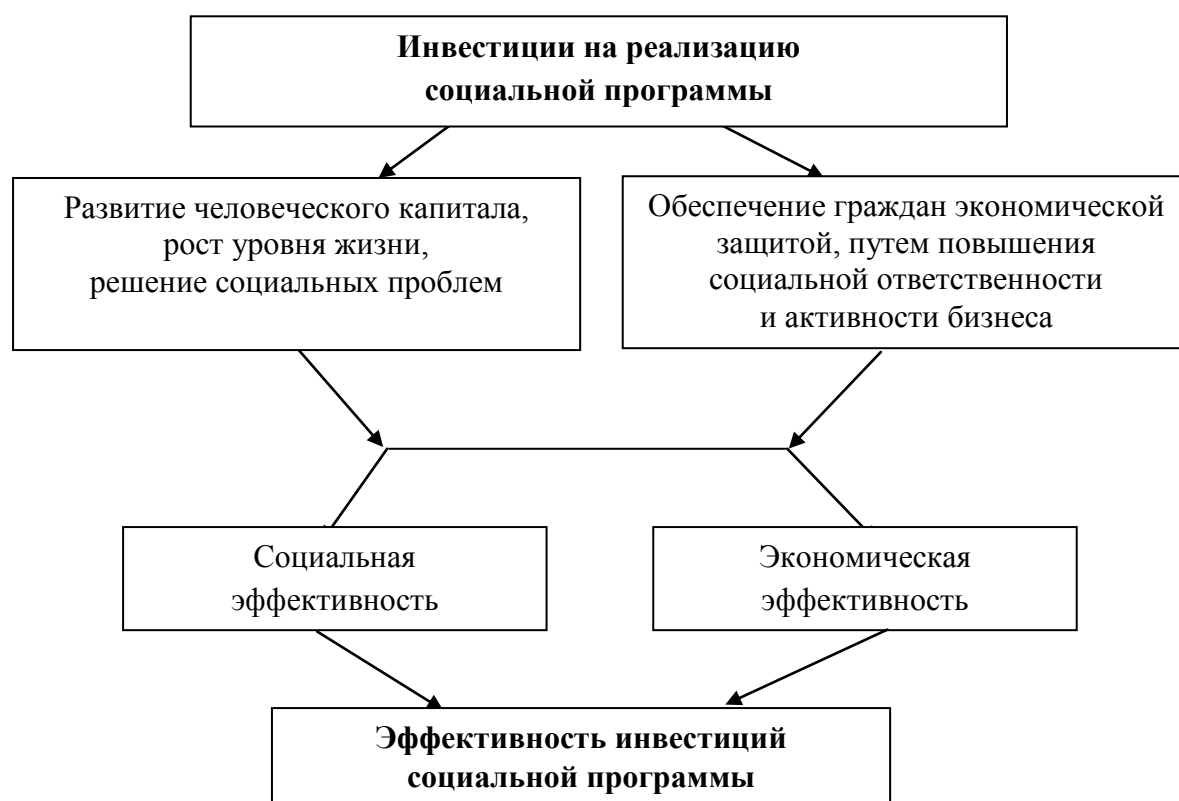 Инвестиции на реализацию
социальной программы
Развитие человеческого капитала,
рост уровня жизни,
решение социальных проблем
Обеспечение граждан экономической
защитой, путем повышения
социальной ответственности
и активности бизнеса
Социальная
эффективность
Экономическая
эффективность
Эффективность инвестиций
социальной программы